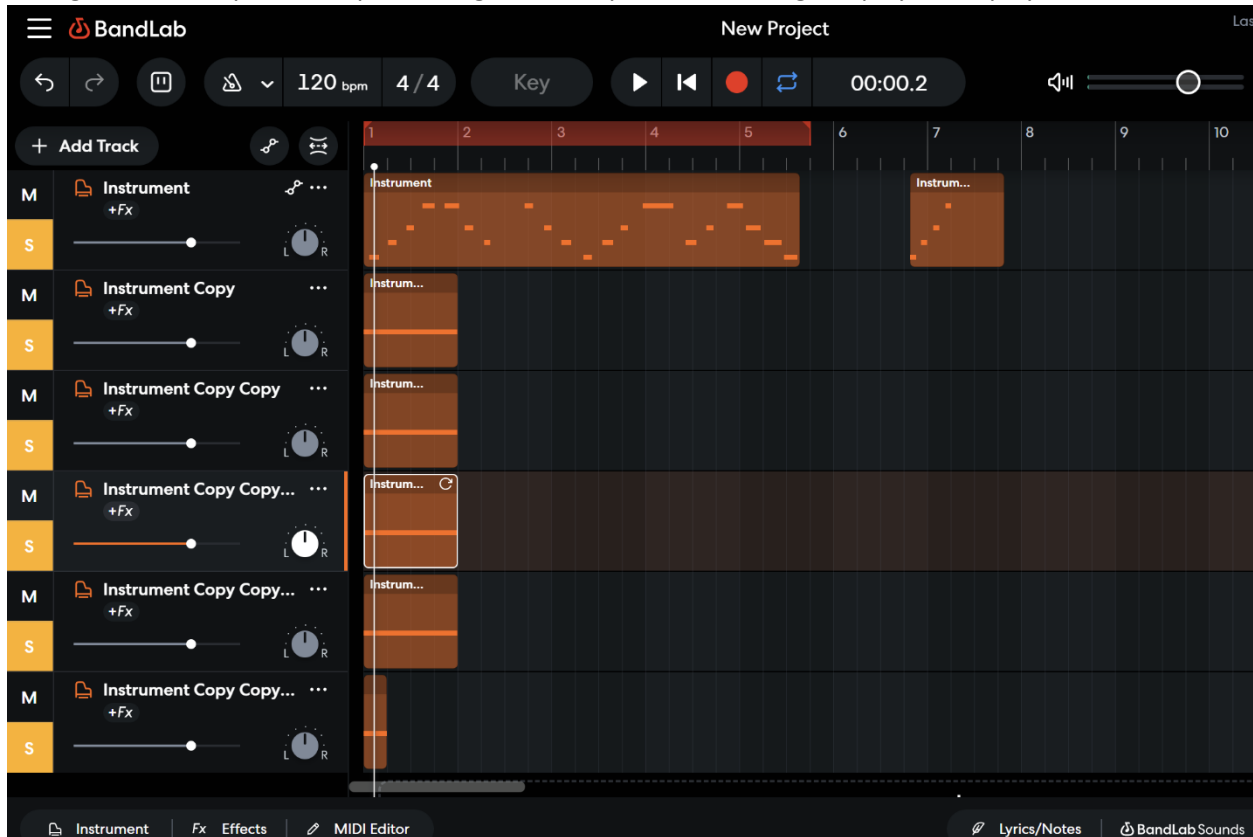 BandLab
New Project
Las
120 bpm 4/4 Key 00:00.2
+ Add Track
1 2 3 4 5 6 7 8 9 10
M Instrument
+Fx
S L R
Instrument
Instrum...
M Instrument Copy
+Fx
S L R
Instrum...
M Instrument Copy Copy
+Fx
S L R
Instrum...
M Instrument Copy Copy...
+Fx
S L R
Instrum...
M Instrument Copy Copy...
+Fx
S L R
Instrum...
M Instrument Copy Copy...
+Fx
S L R
Instrument Fx Effects MIDI Editor Lyrics/Notes BandLab Sounds